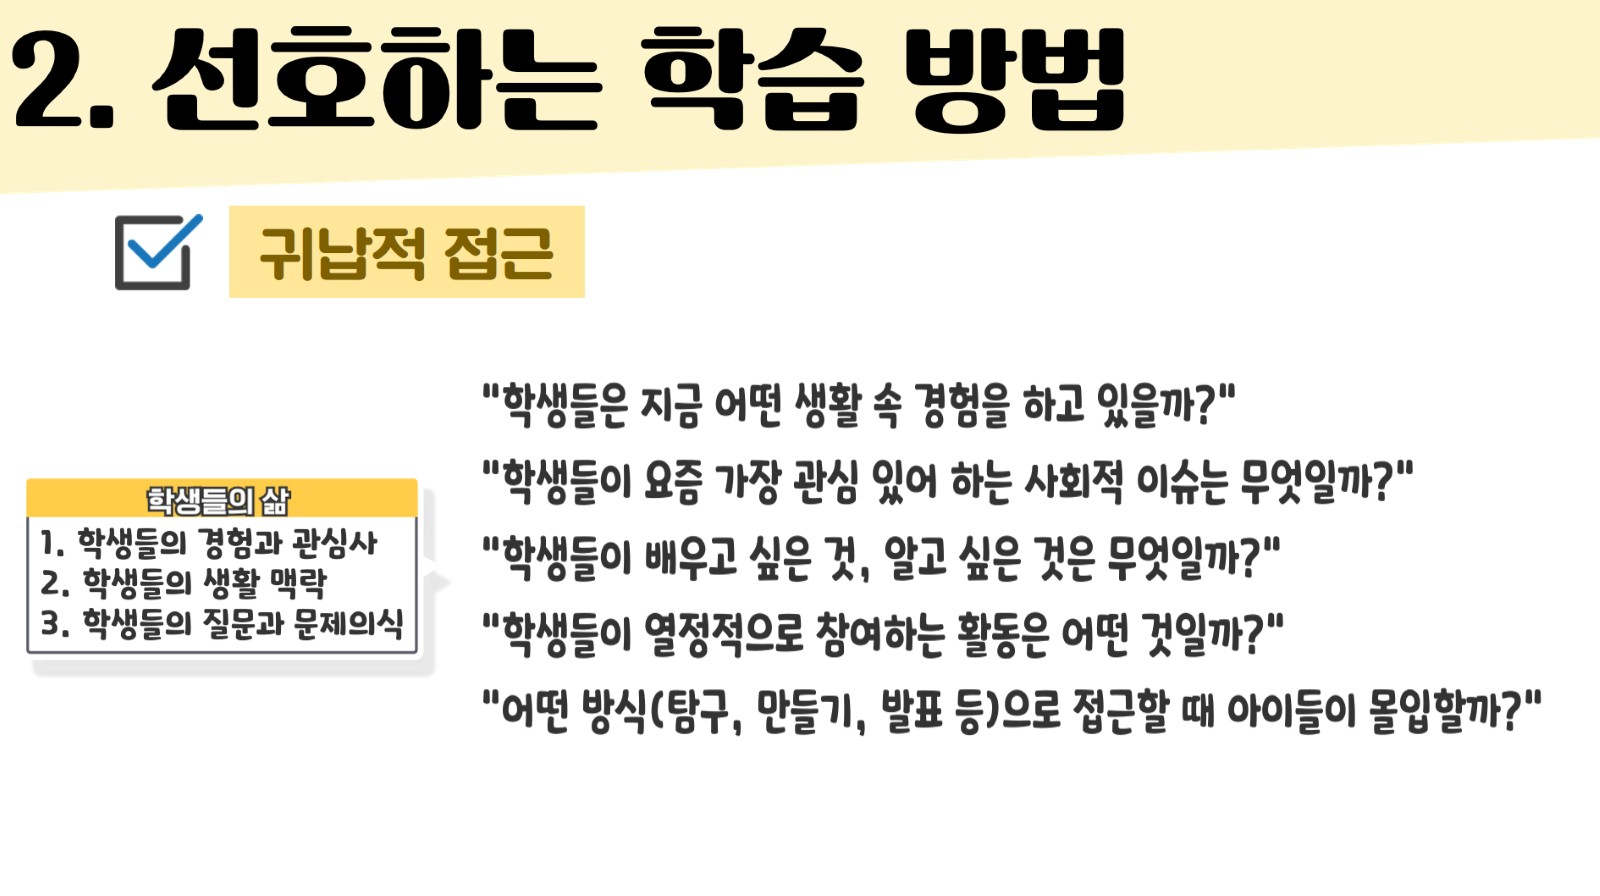 2. 선호하는 학습 방법
귀납적 접근
학생들의 삶
1. 학생들의 경험과 관심사
2. 학생들의 생활 맥락
3. 학생들의 질문과 문제의식
"학생들은 지금 어떤 생활 속 경험을 하고 있을까?"
"학생들이 요즘 가장 관심 있어 하는 사회적 이슈는 무엇일까?"
"학생들이 배우고 싶은 것, 알고 싶은 것은 무엇일까?"
"학생들이 열정적으로 참여하는 활동은 어떤 것일까?"
"어떤 방식(탐구, 만들기, 발표 등)으로 접근할 때 아이들이 몰입할까?"